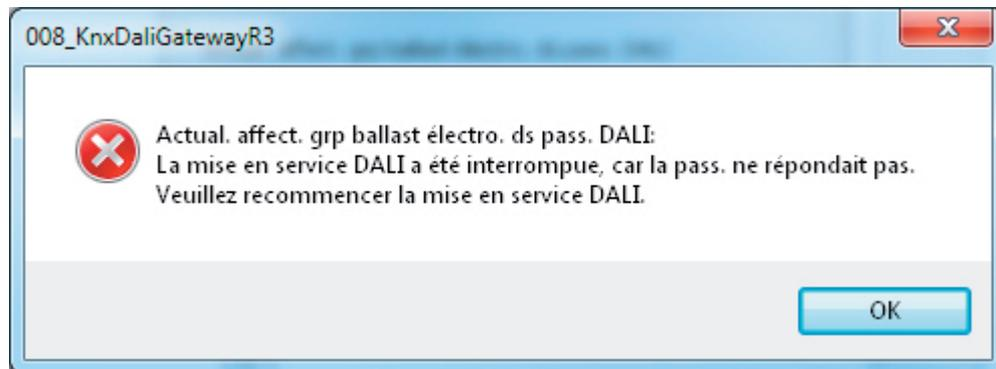 008_KnxDaliGatewayR3
Actual. affect. grp ballast électro. ds pass. DALI:
La mise en service DALI a été interrompue, car la pass. ne répondait pas.
Veuillez recommencer la mise en service DALI.
OK